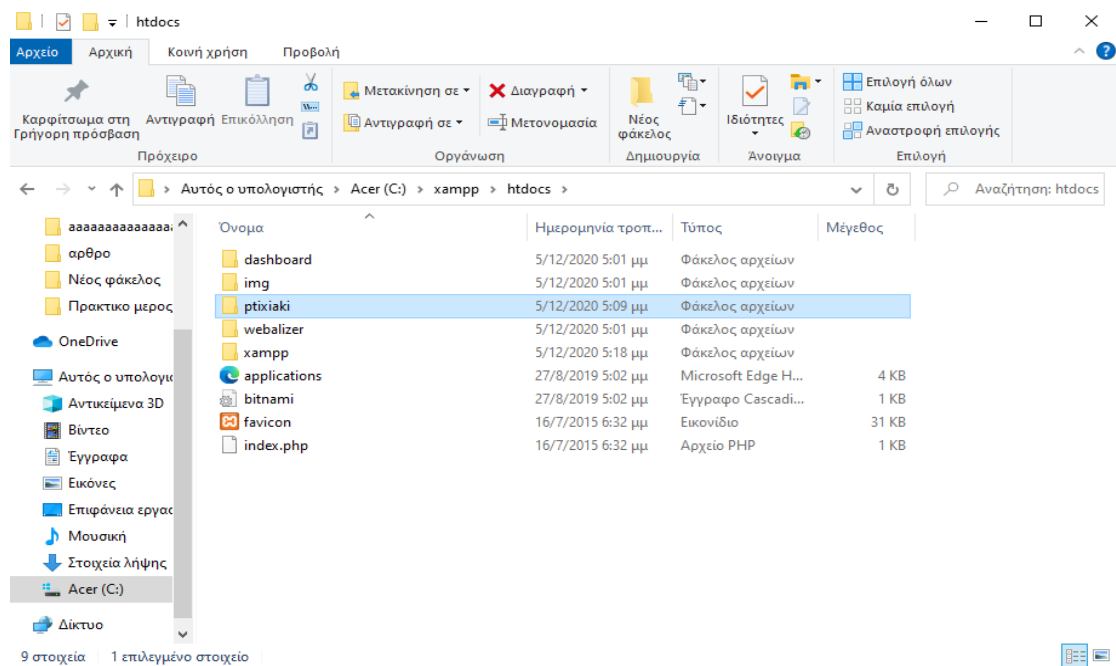 htdocs
Αρχείο Αρχική Κοινή χρήση Προβολή
Καρφίτσωμα στη Γρήγορη πρόσβαση
Αντιγραφή
Επικόλληση
Μετακίνηση σε
Αντιγραφή σε
Διαγραφή
Μετονομασία
Νέος φάκελος
Ιδιότητες
Επιλογή όλων
Καμία επιλογή
Αναστροφή επιλογής
Πρόχειρο Οργάνωση Δημιουργία Άνοιγμα Επιλογή
Αυτός ο υπολογιστής > Acer (C:) > xampp > htdocs >
Αναζήτηση: htdocs
αρθρο
Νέος φάκελος
Πρακτικο μερος
OneDrive
Αυτός ο
Αντικείμενα 3D
Βίντεο
Έγγραφα
Εικόνες
Επιφάνεια
Μουσική
Στοιχεία λήψης
Acer (C:)
Δίκτυο
Όνομα Ημερομηνία τροπ... Τύπος Μέγεθος
dashboard 5/12/2020 5:01 μμ Φάκελος αρχείων
img 5/12/2020 5:01 μμ Φάκελος αρχείων
ptixiaki 5/12/2020 5:09 μμ Φάκελος αρχείων
webalizer 5/12/2020 5:01 μμ Φάκελος αρχείων
xampp 5/12/2020 5:18 μμ Φάκελος αρχείων
applications 27/8/2019 5:02 μμ Microsoft Edge H... 4 KB
bitnami 27/8/2019 5:02 μμ Έγγραφο Cascadi... 1 KB
favicon 16/7/2015 6:32 μμ Εικονίδιο 31 KB
index.php 16/7/2015 6:32 μμ Αρχείο PHP 1 KB
9 στοιχεία 1 επιλεγμένο στοιχείο